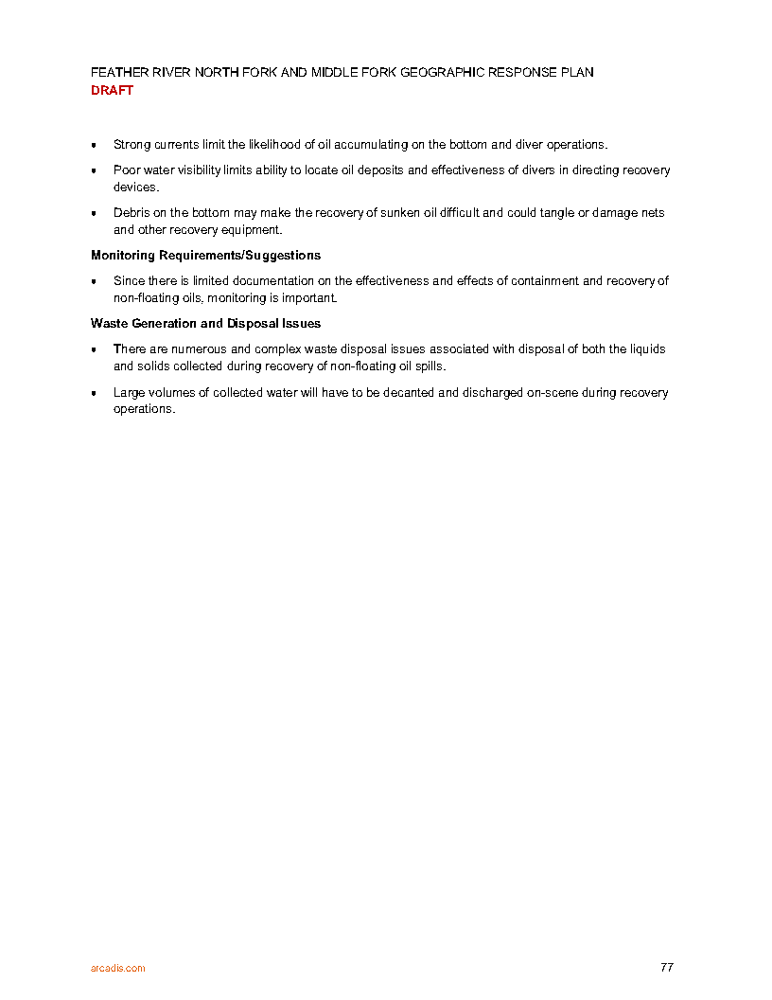 FEATHER RIVER NORTH FORK AND MIDDLE FORK GEOGRAPHIC RESPONSE PLAN
DRAFT
• Strong currents limit the likelihood of oil accumulating on the bottom and diver operations.
• Poor water visibility limits ability to locate oil deposits and effectiveness of divers in directing recovery
devices.
• Debris on the bottom may make the recovery of sunken oil difficult and could tangle or damage nets
and other recovery equipment.
Monitoring Requirements/Suggestions
• Since there is limited documentation on the effectiveness and effects of containment and recovery of
non-floating oils, monitoring is important.
Waste Generation and Disposal Issues
• There are numerous and complex waste disposal issues associated with disposal of both the liquids
and solids collected during recovery of non-floating oil spills.
• Large volumes of collected water will have to be decanted and discharged on-scene during recovery
operations.
arcadis.com 77